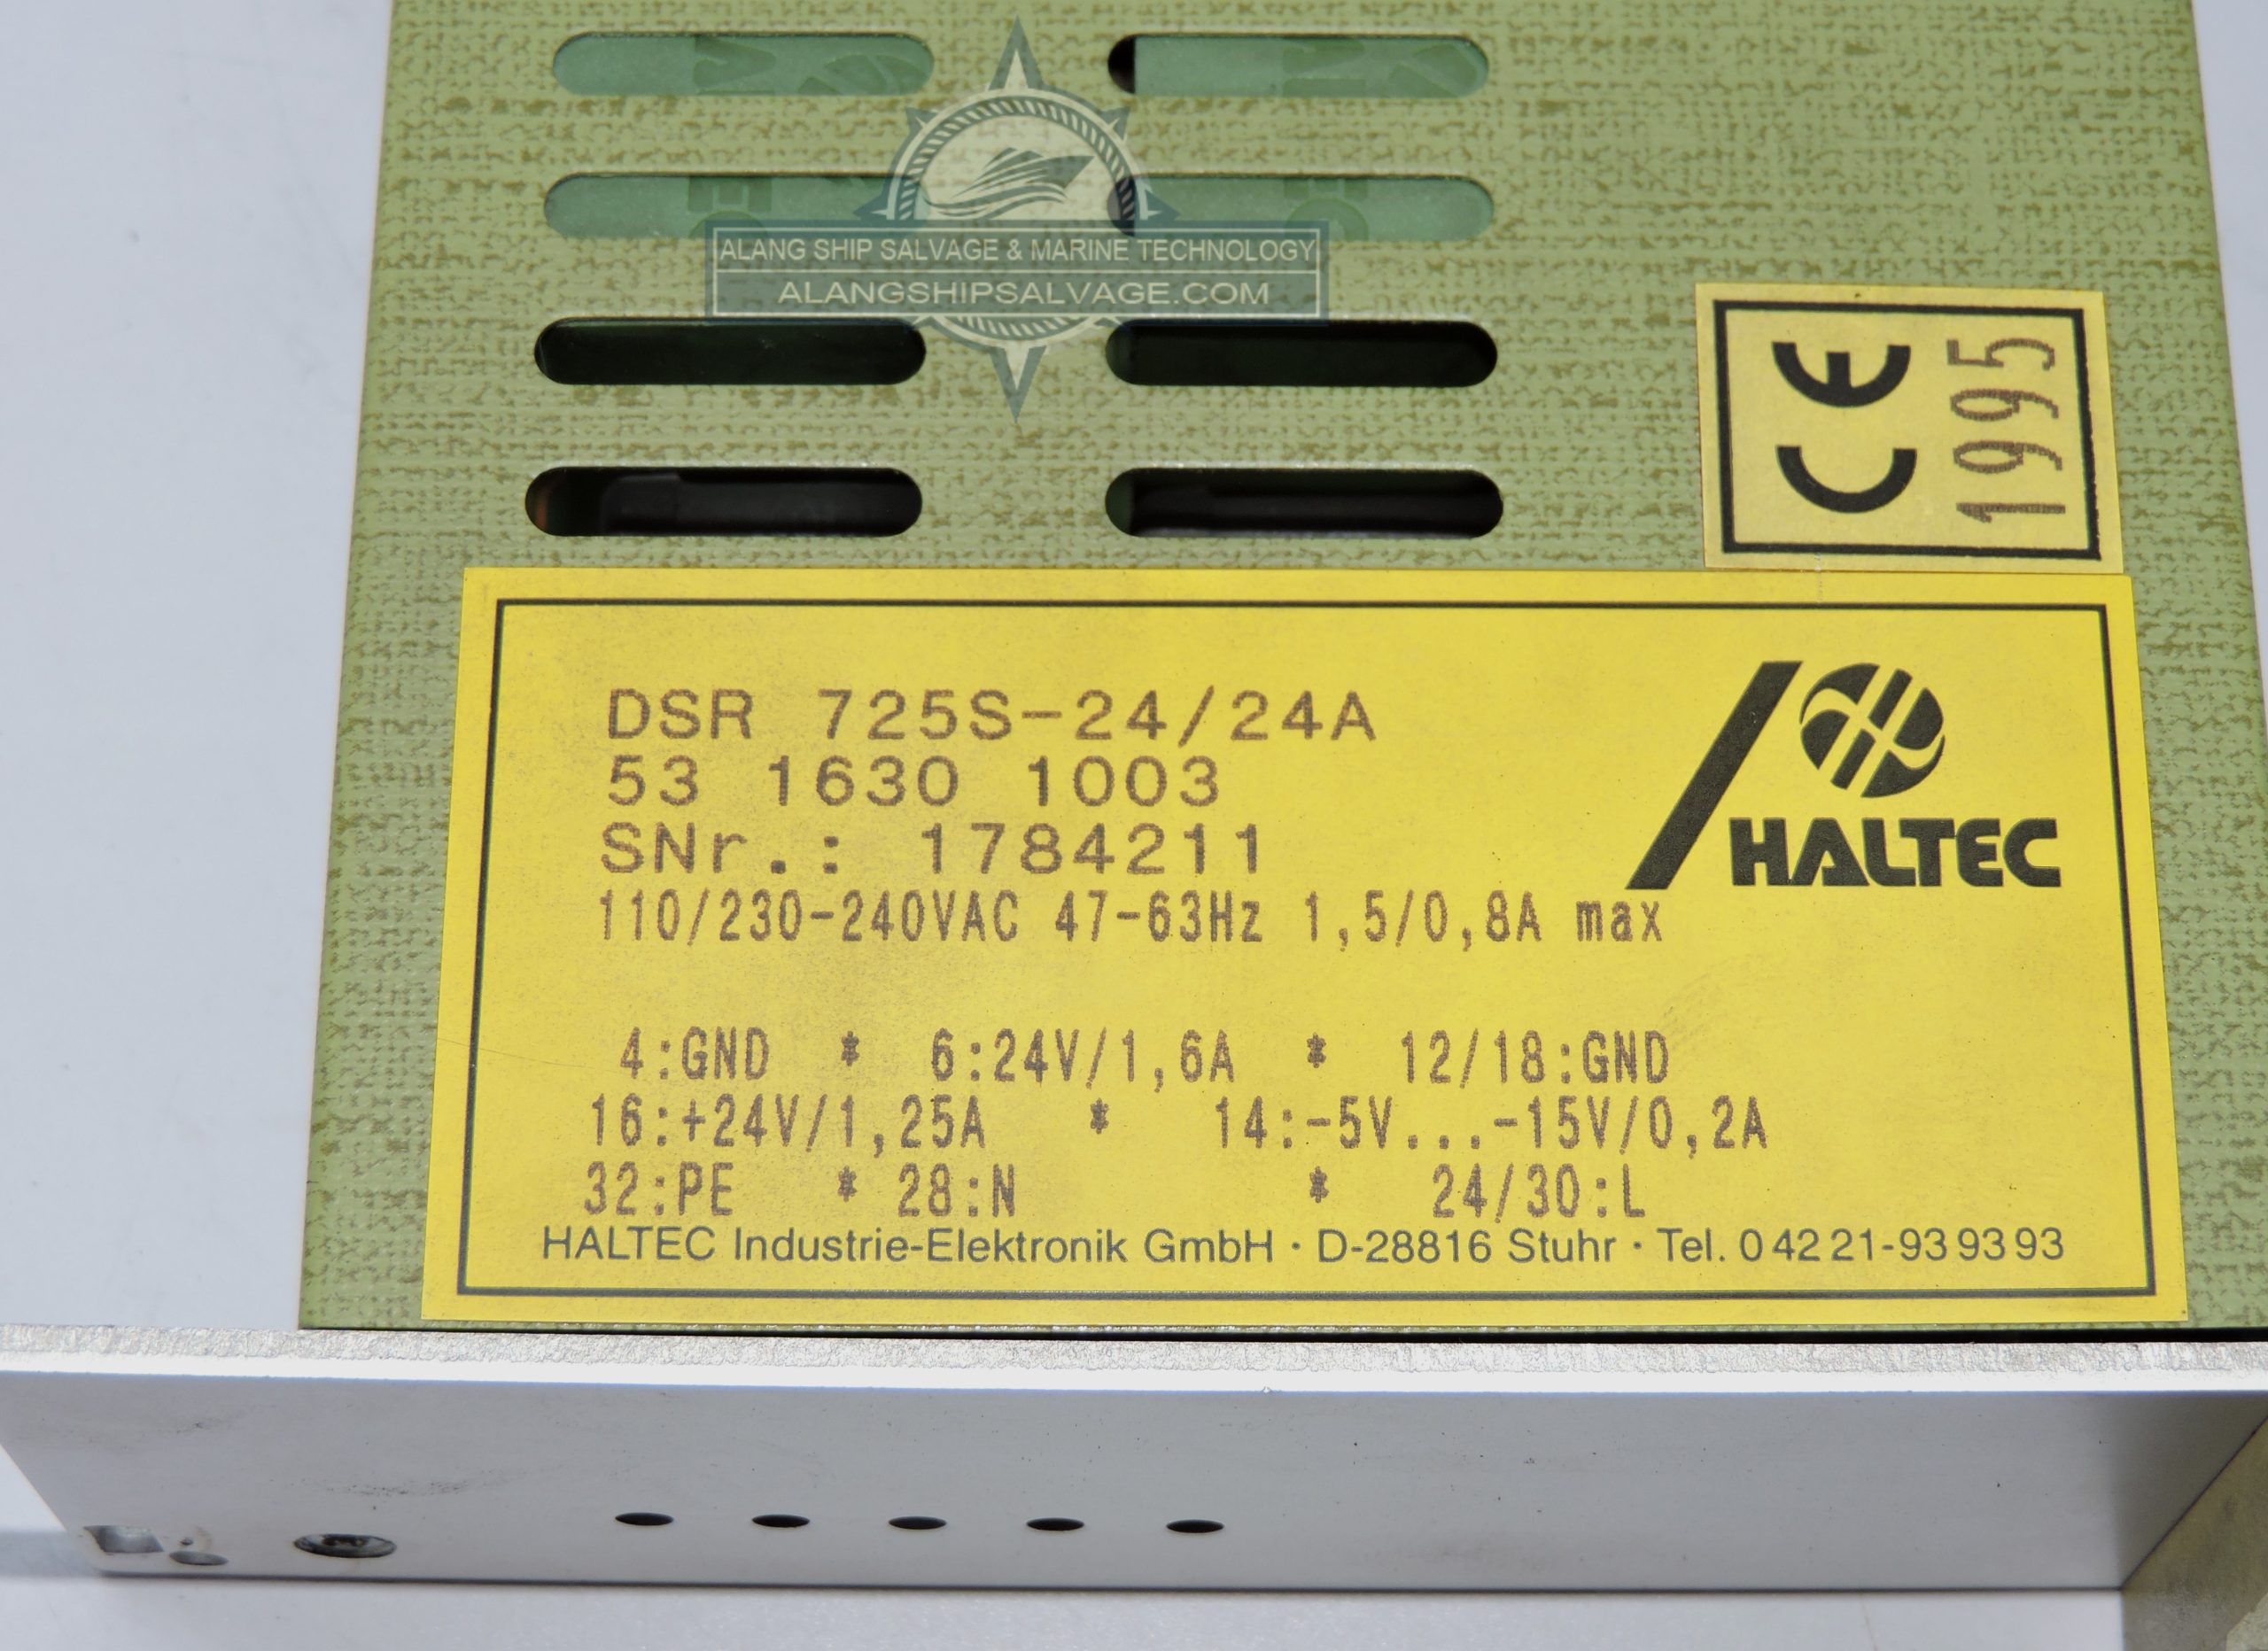 ALANG SHIP SALVAGE & MARINE TECHNOLOGY
ALANGSHIPSALVAGE.COM
CE
1995
HALTEC
DSR 725S-24/24A
53 1630 1003
SNr.: 1784211
110/230-240VAC 47-63Hz 1,5/0,8A max
4:GND * 6:24V/1,6A * 12/18:GND
16:+24V/1,25A * 14:-5V...-15V/0,2A
32:PE * 28:N * 24/30:L
HALTEC Industrie-Elektronik GmbH · D-28816 Stuhr · Tel. 0 42 21-93 93 93